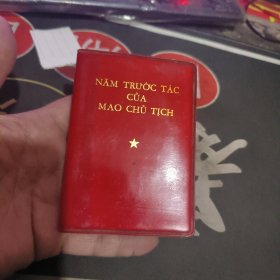 NĂM TRƯỚC TÁC
CỦA
MAO CHỦ TỊCH